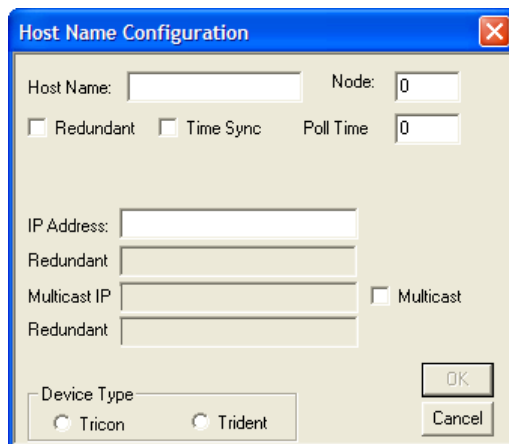 Host Name Configuration
Host Name: Node: 0
Redundant Time Sync Poll Time 0
IP Address:
Redundant
Multicast IP Multicast
Redundant
OK
Device Type
Tricon Trident Cancel